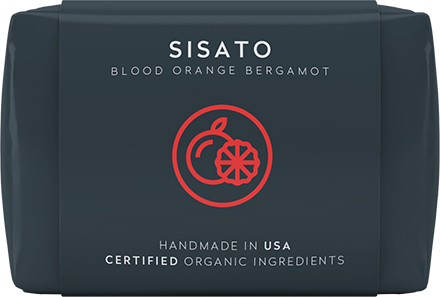 SISATO
BLOOD ORANGE BERGAMOT
HANDMADE IN USA
CERTIFIED ORGANIC INGREDIENTS